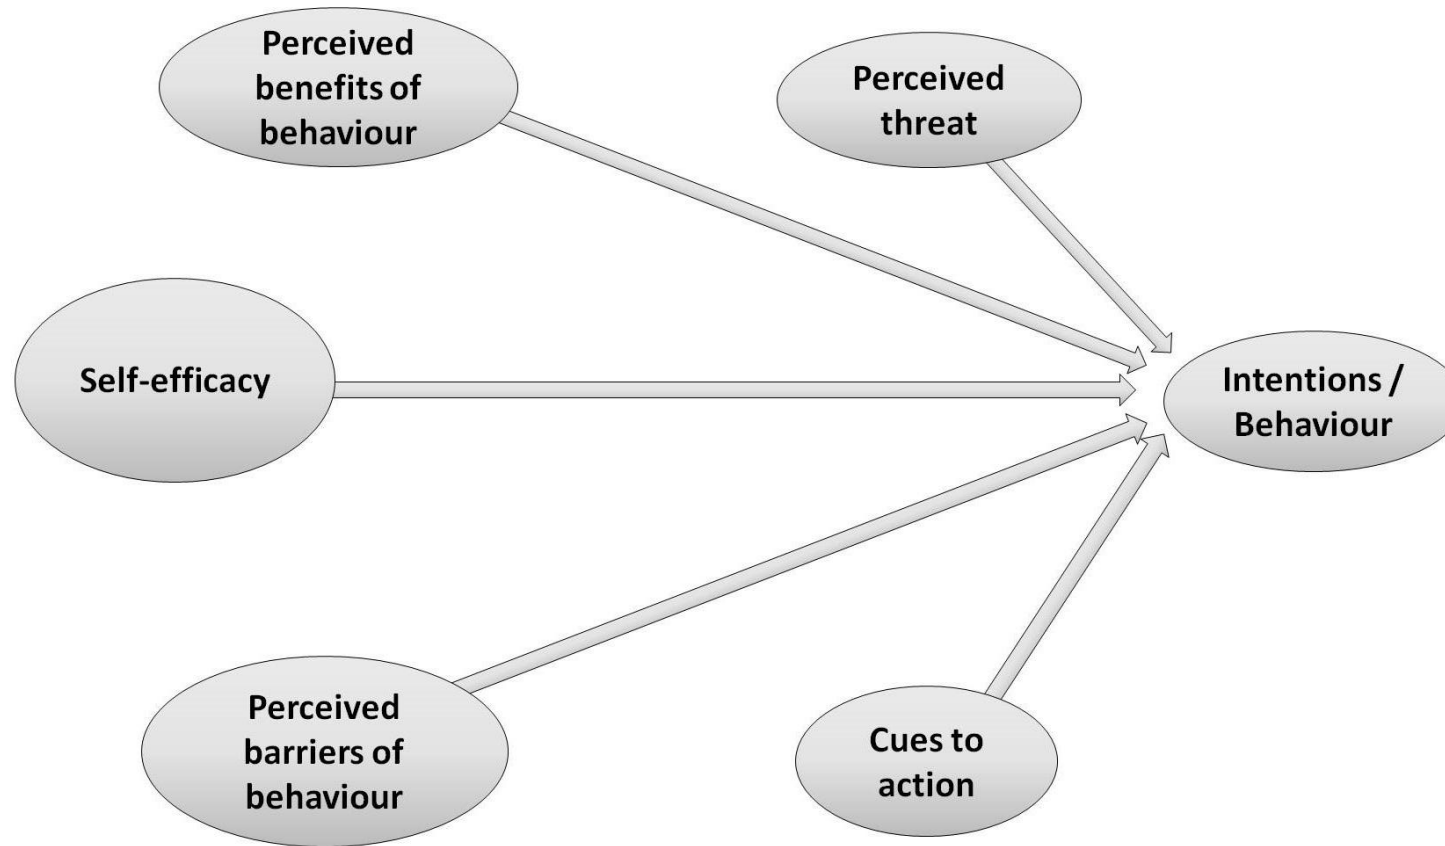 Perceived
benefits of
behaviour
Perceived
threat
Self-efficacy
Intentions /
Behaviour
Perceived
barriers of
behaviour
Cues to
action